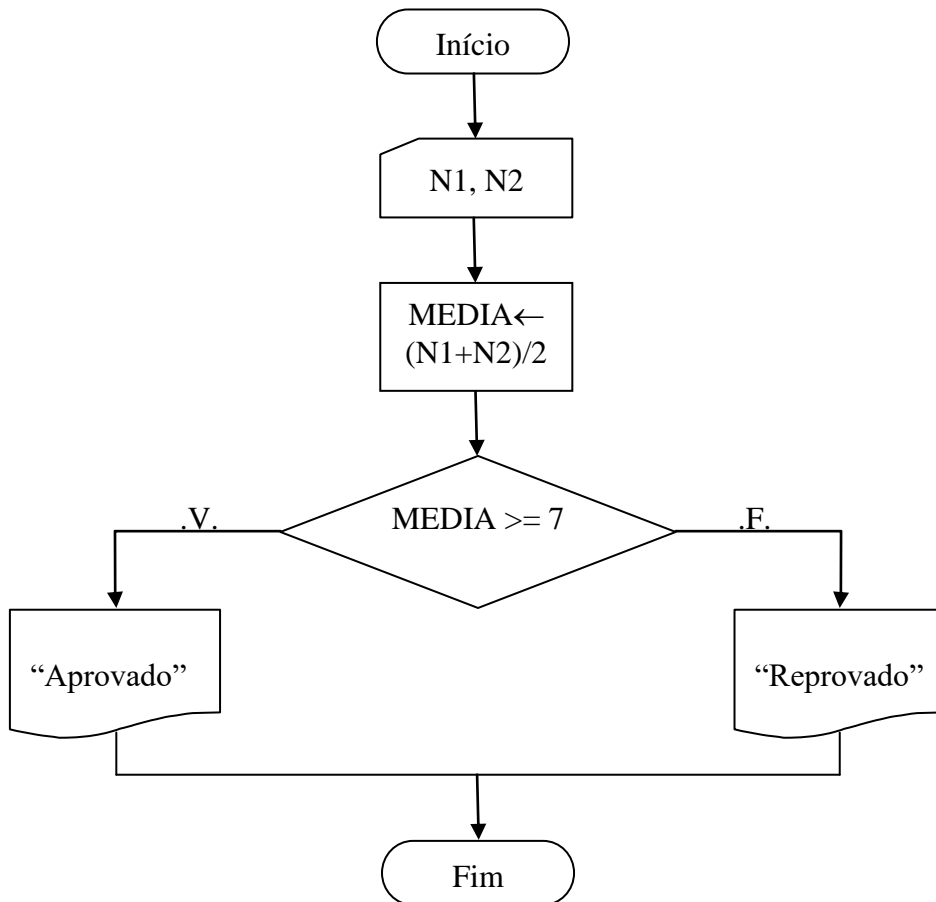 Início
N1, N2
MEDIA←
(N1+N2)/2
MEDIA >= 7
.V.
.F.
“Aprovado”
“Reprovado”
Fim